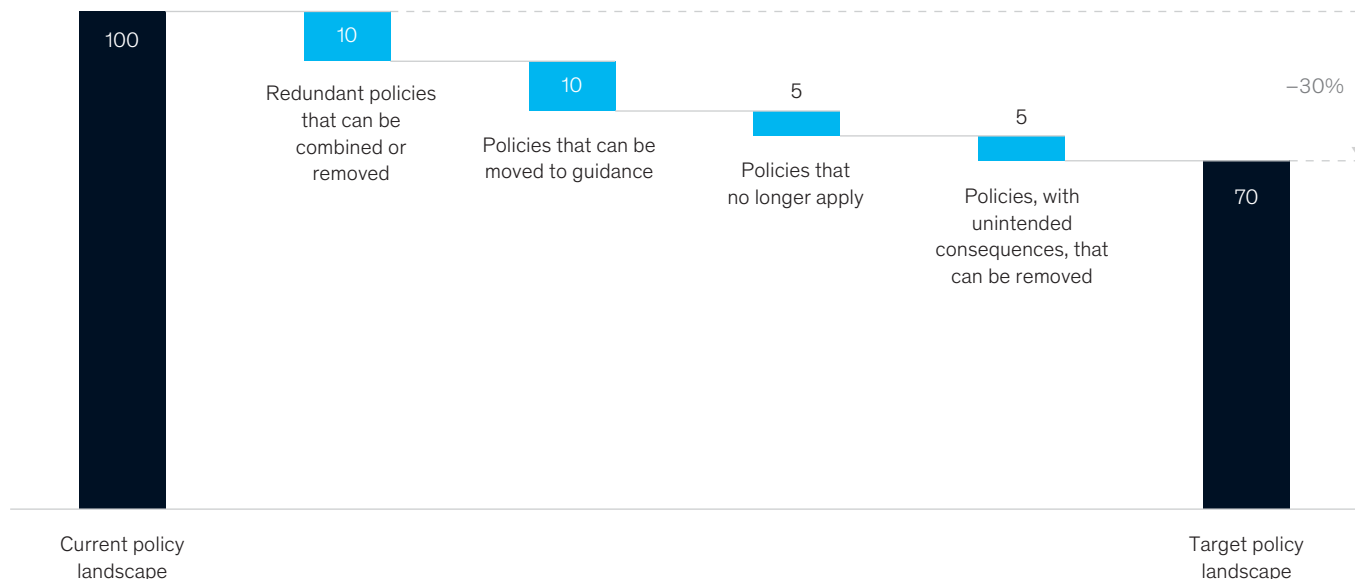 100
10
Redundant policies
that can be
combined or
removed
10
Policies that can be
moved to guidance
5
Policies that
no longer apply
5
Policies, with
unintended
consequences, that
can be removed
–30%
70
Current policy
landscape
Target policy
landscape